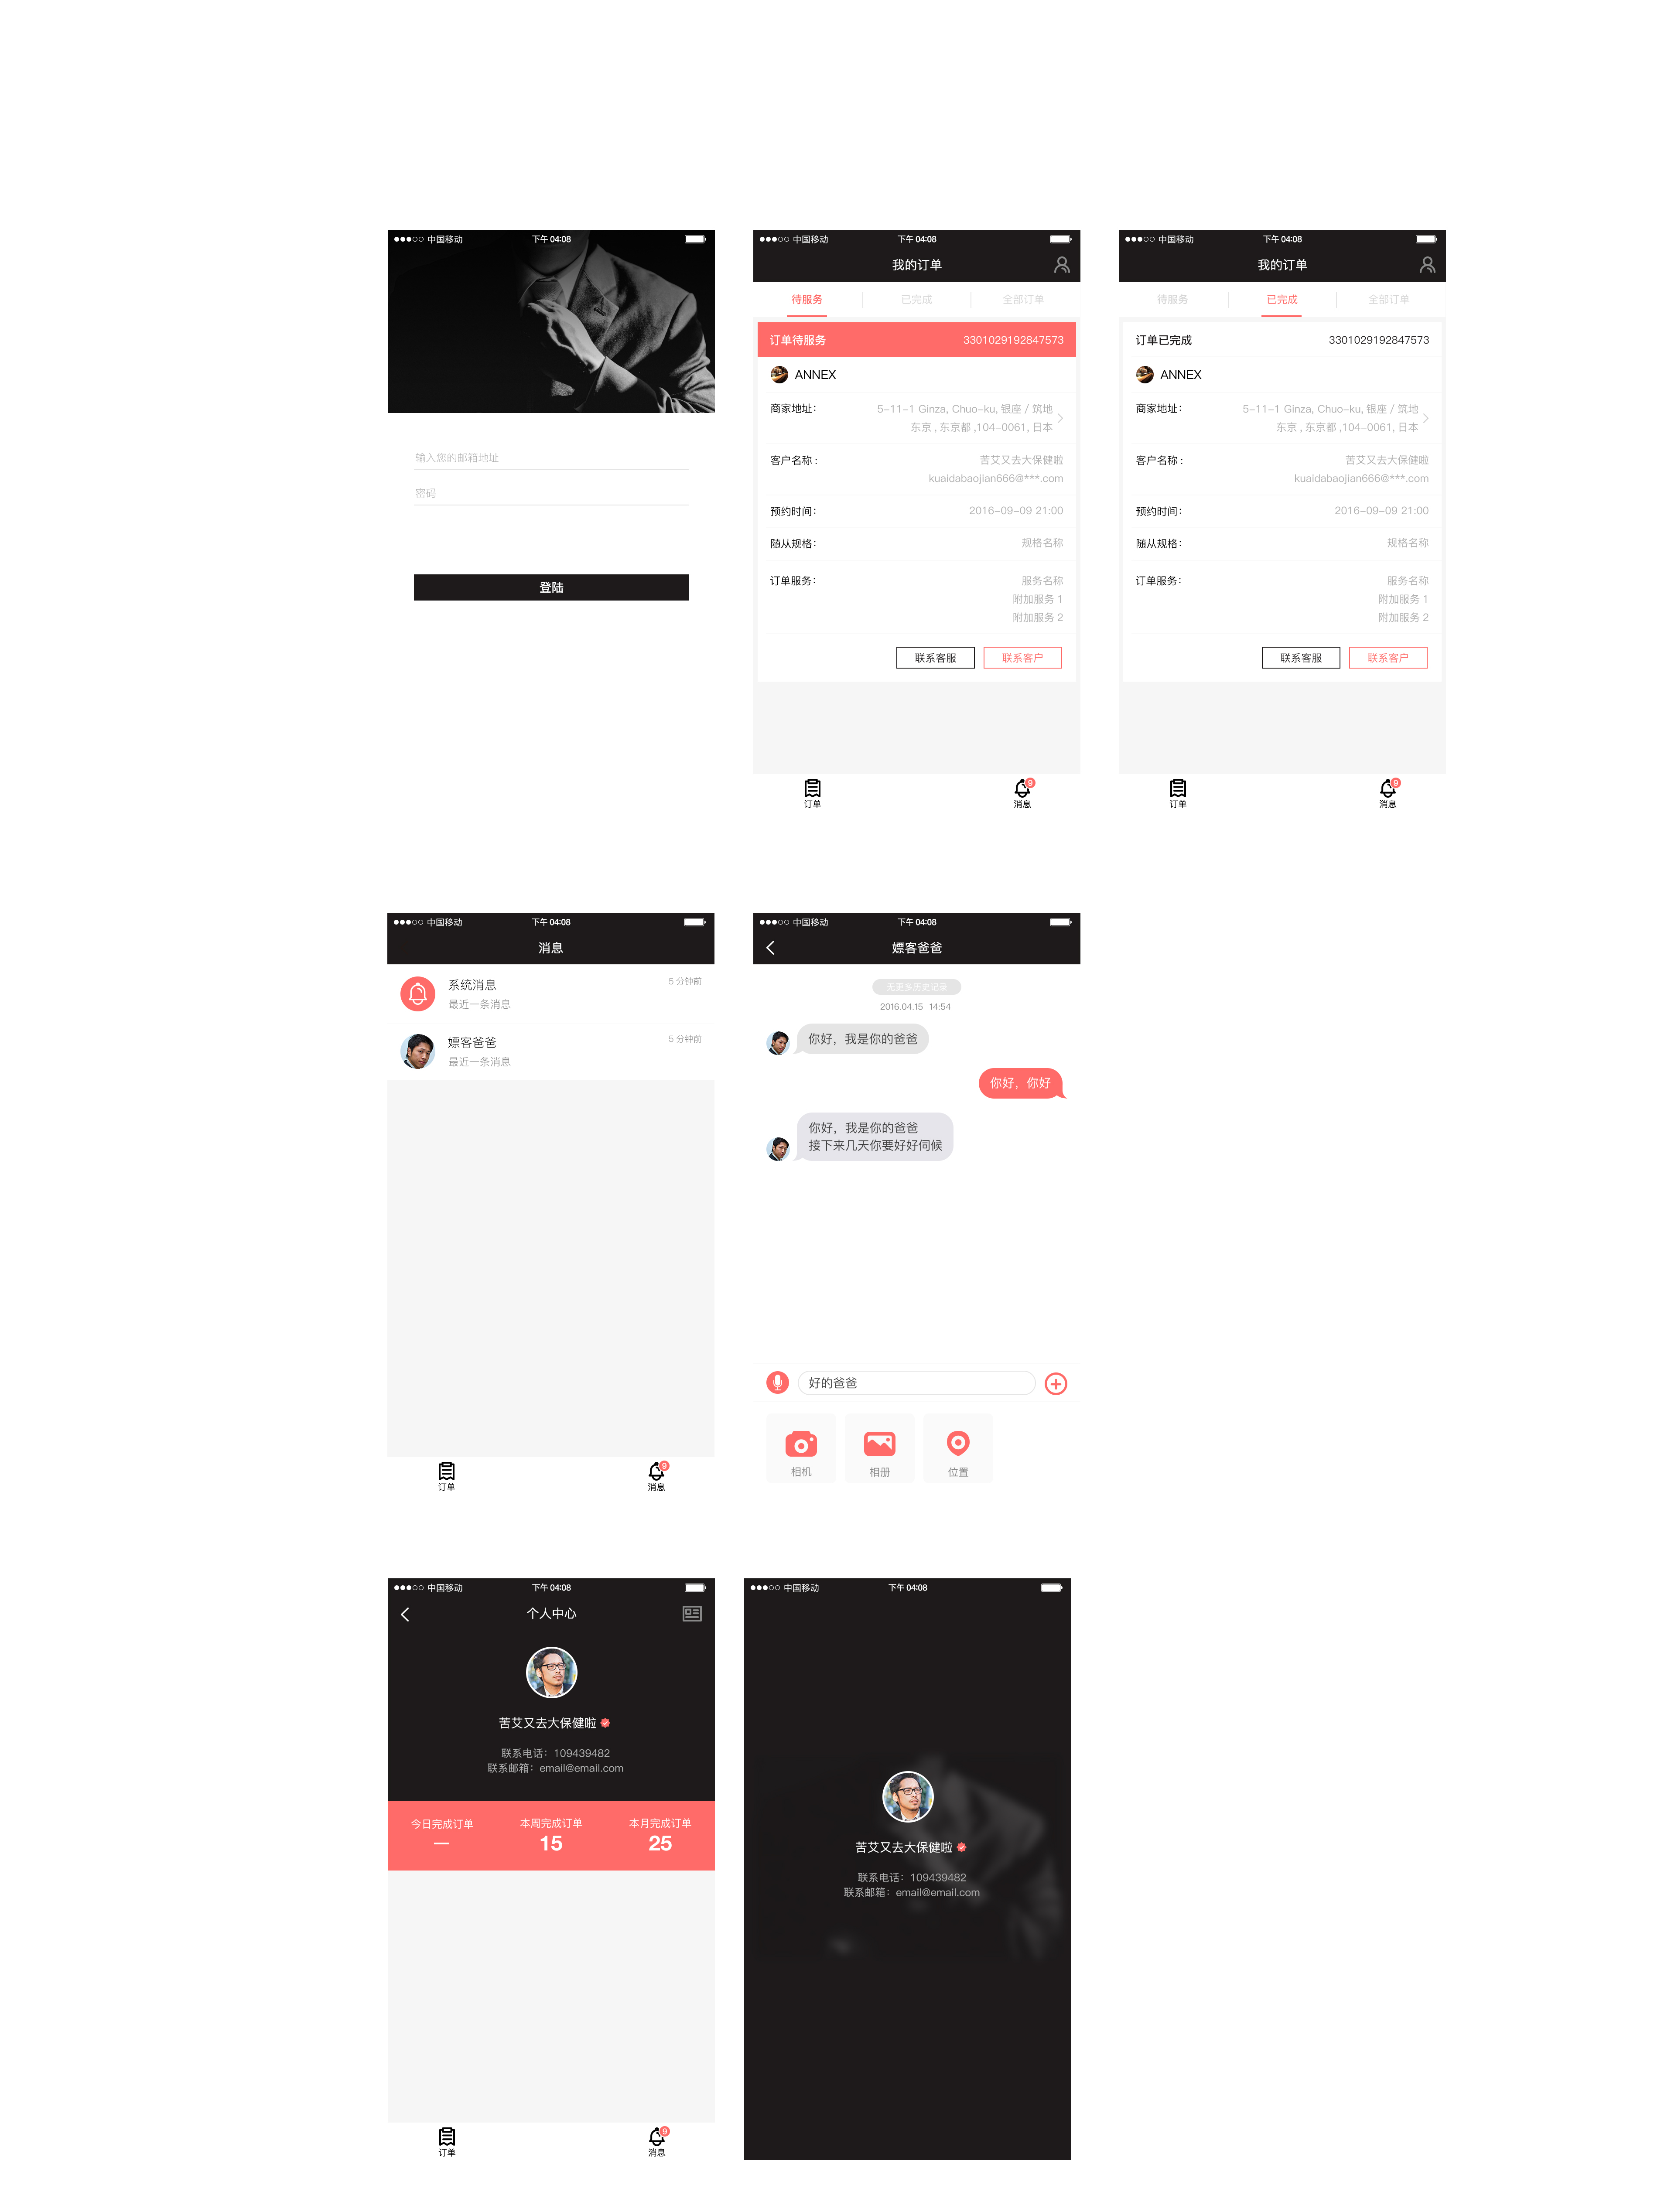 中国移动
下午 04:08
输入您的邮箱地址
密码
登陆
中国移动
下午 04:08
我的订单
待服务
已完成
全部订单
订单待服务
3301029192847573
ANNEX
商家地址：
5-11-1 Ginza, Chuo-ku, 银座 / 筑地
东京 , 东京都 ,104-0061, 日本
客户名称 :
苦艾又去大保健啦
kuaidabaojian666@***.com
预约时间：
2016-09-09 21:00
随从规格：
规格名称
订单服务：
服务名称
附加服务 1
附加服务 2
联系客服
联系客户
订单
9
消息
中国移动
下午 04:08
我的订单
待服务
已完成
全部订单
订单已完成
3301029192847573
ANNEX
商家地址：
5-11-1 Ginza, Chuo-ku, 银座 / 筑地
东京 , 东京都 ,104-0061, 日本
客户名称 :
苦艾又去大保健啦
kuaidabaojian666@***.com
预约时间：
2016-09-09 21:00
随从规格：
规格名称
订单服务：
服务名称
附加服务 1
附加服务 2
联系客服
联系客户
订单
9
消息
中国移动
下午 04:08
消息
系统消息
5 分钟前
最近一条消息
嫖客爸爸
5 分钟前
最近一条消息
订单
9
消息
中国移动
下午 04:08
嫖客爸爸
无更多历史记录
2016.04.15 14:54
你好，我是你的爸爸
你好，你好
你好，我是你的爸爸
接下来几天你要好好伺候
好的爸爸
相机
相册
位置
中国移动
下午 04:08
个人中心
苦艾又去大保健啦
联系电话：109439482
联系邮箱：email@email.com
今日完成订单
本周完成订单
本月完成订单
—
15
25
订单
9
消息
中国移动
下午 04:08
苦艾又去大保健啦
联系电话：109439482
联系邮箱：email@email.com